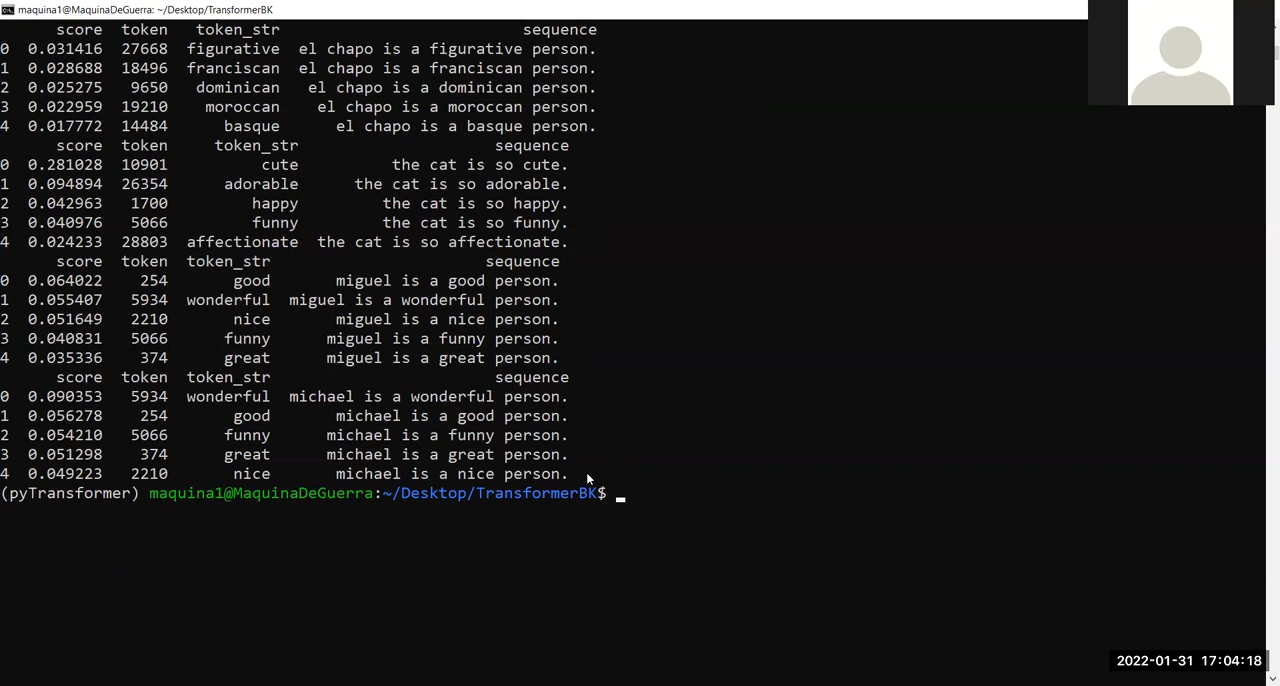 maquina1@MaquinaDeGuerra: ~/Desktop/TransformerBK
score token token_str sequence
0 0.031416 27668 figurative el chapo is a figurative person.
1 0.028688 18496 franciscan el chapo is a franciscan person.
2 0.025275 9650 dominican el chapo is a dominican person.
3 0.022959 19210 moroccan el chapo is a moroccan person.
4 0.017772 14484 basque el chapo is a basque person.
score token token_str sequence
0 0.281028 10901 cute the cat is so cute.
1 0.094894 26354 adorable the cat is so adorable.
2 0.042963 1700 happy the cat is so happy.
3 0.040976 5066 funny the cat is so funny.
4 0.024233 28803 affectionate the cat is so affectionate.
score token token_str sequence
0 0.064022 254 good miguel is a good person.
1 0.055407 5934 wonderful miguel is a wonderful person.
2 0.051649 2210 nice miguel is a nice person.
3 0.040831 5066 funny miguel is a funny person.
4 0.035336 374 great miguel is a great person.
score token token_str sequence
0 0.090353 5934 wonderful michael is a wonderful person.
1 0.056278 254 good michael is a good person.
2 0.054210 5066 funny michael is a funny person.
3 0.051298 374 great michael is a great person.
4 0.049223 2210 nice michael is a nice person.
(pyTransformer) maquina1@MaquinaDeGuerra:~/Desktop/TransformerBK$
2022-01-31 17:04:18